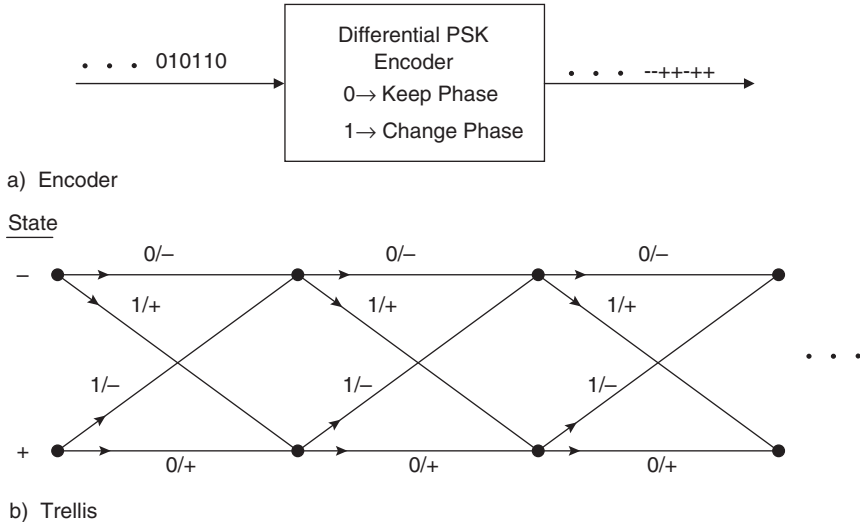 Differential PSK
Encoder
0→ Keep Phase
1→ Change Phase
• • • 010110
• • • --++-++
a) Encoder
State
– 0/– 0/– 0/–
1/+ 1/+ 1/+
• • •
1/– 1/– 1/–
+ 0/+ 0/+ 0/+
b) Trellis